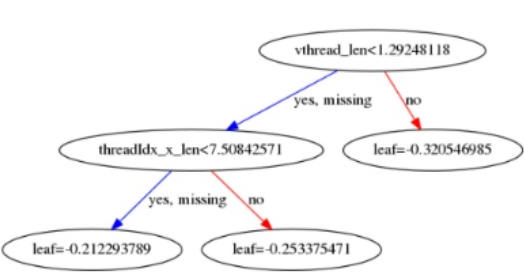 vthread_len<1.29248118
yes, missing
no
threadIdx_x_len<7.50842571
leaf=-0.320546985
yes, missing
no
leaf=-0.212293789
leaf=-0.253375471